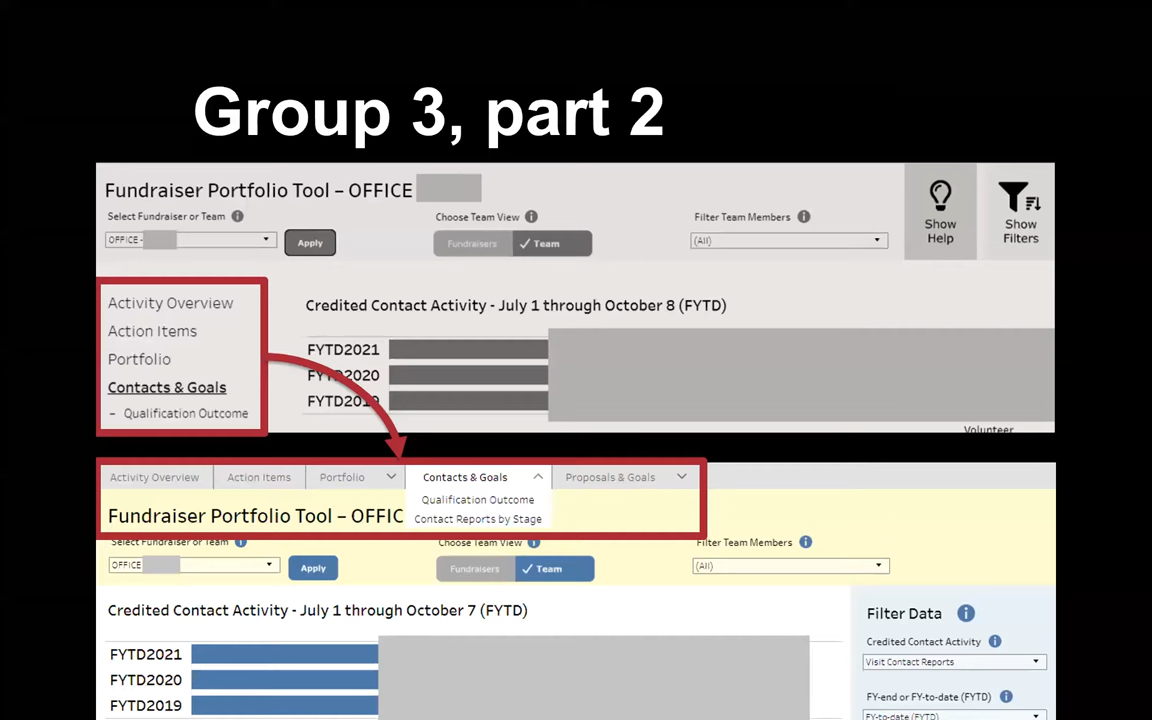 Group 3, part 2
Fundraiser Portfolio Tool – OFFICE
Show Help
Show Filters
Select Fundraiser or Team
Choose Team View
Filter Team Members
OFFICE -
Apply
Fundraisers
✓ Team
(All)
Activity Overview
Action Items
Portfolio
Contacts & Goals
– Qualification Outcome
Credited Contact Activity - July 1 through October 8 (FYTD)
FYTD2021
FYTD2020
FYTD2019
Volunteer
Activity Overview
Action Items
Portfolio
Contacts & Goals
Proposals & Goals
Qualification Outcome
Contact Reports by Stage
Fundraiser Portfolio Tool – OFFIC
Select Fundraiser or Team
Choose Team View
Filter Team Members
OFFICE
Apply
Fundraisers
✓ Team
(All)
Credited Contact Activity - July 1 through October 7 (FYTD)
FYTD2021
FYTD2020
FYTD2019
Filter Data
Credited Contact Activity
Visit Contact Reports
FY-end or FY-to-date (FYTD)
FY-to-date (FYTD)